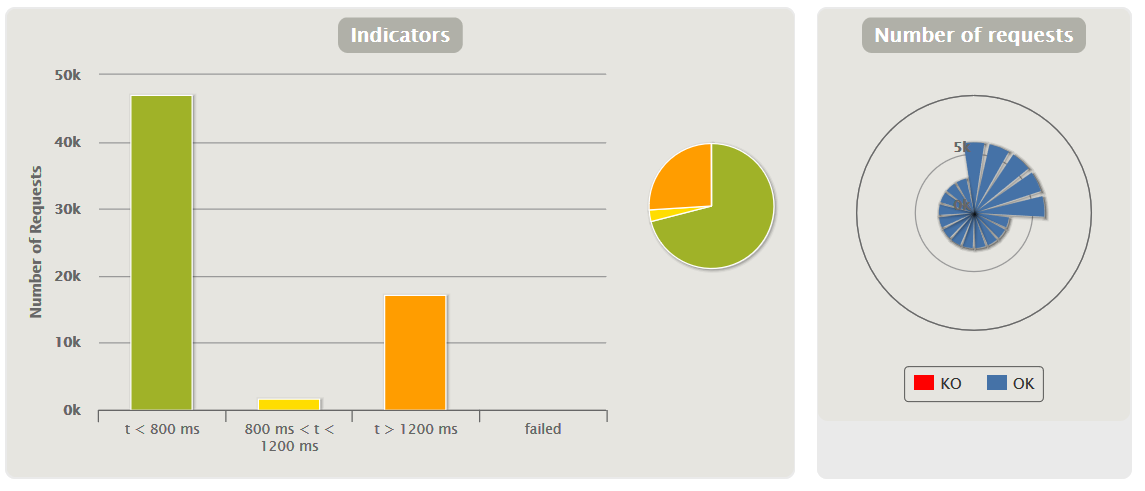 Indicators
Number of Requests
50k
40k
30k
20k
10k
0k
t < 800 ms
800 ms < t <
1200 ms
t > 1200 ms
failed
Number of requests
5k
0k
KO
OK